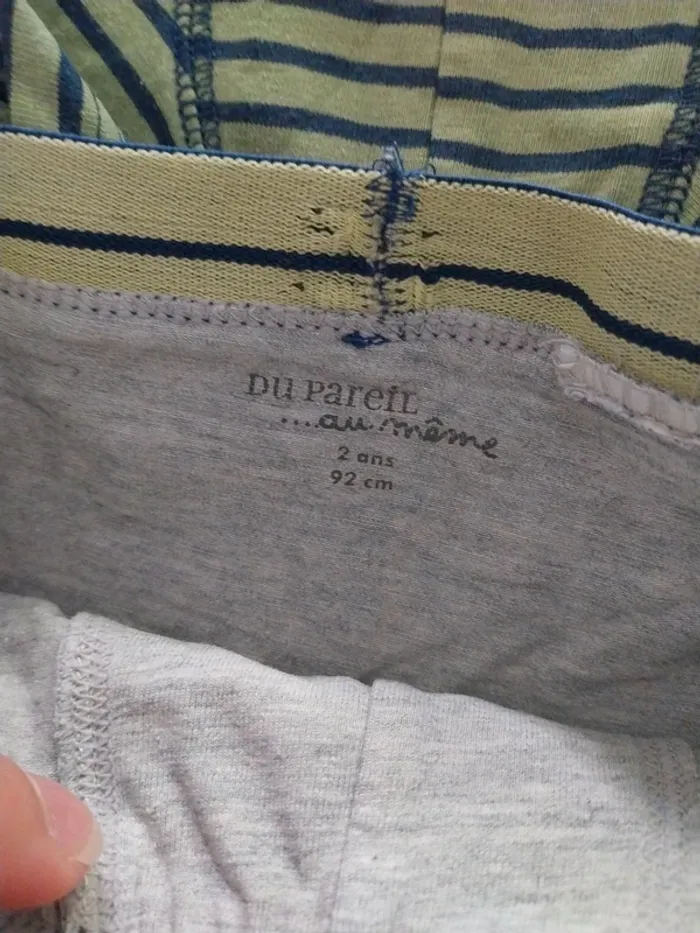 DU PAREIL
....au même
2 ans
92 cm